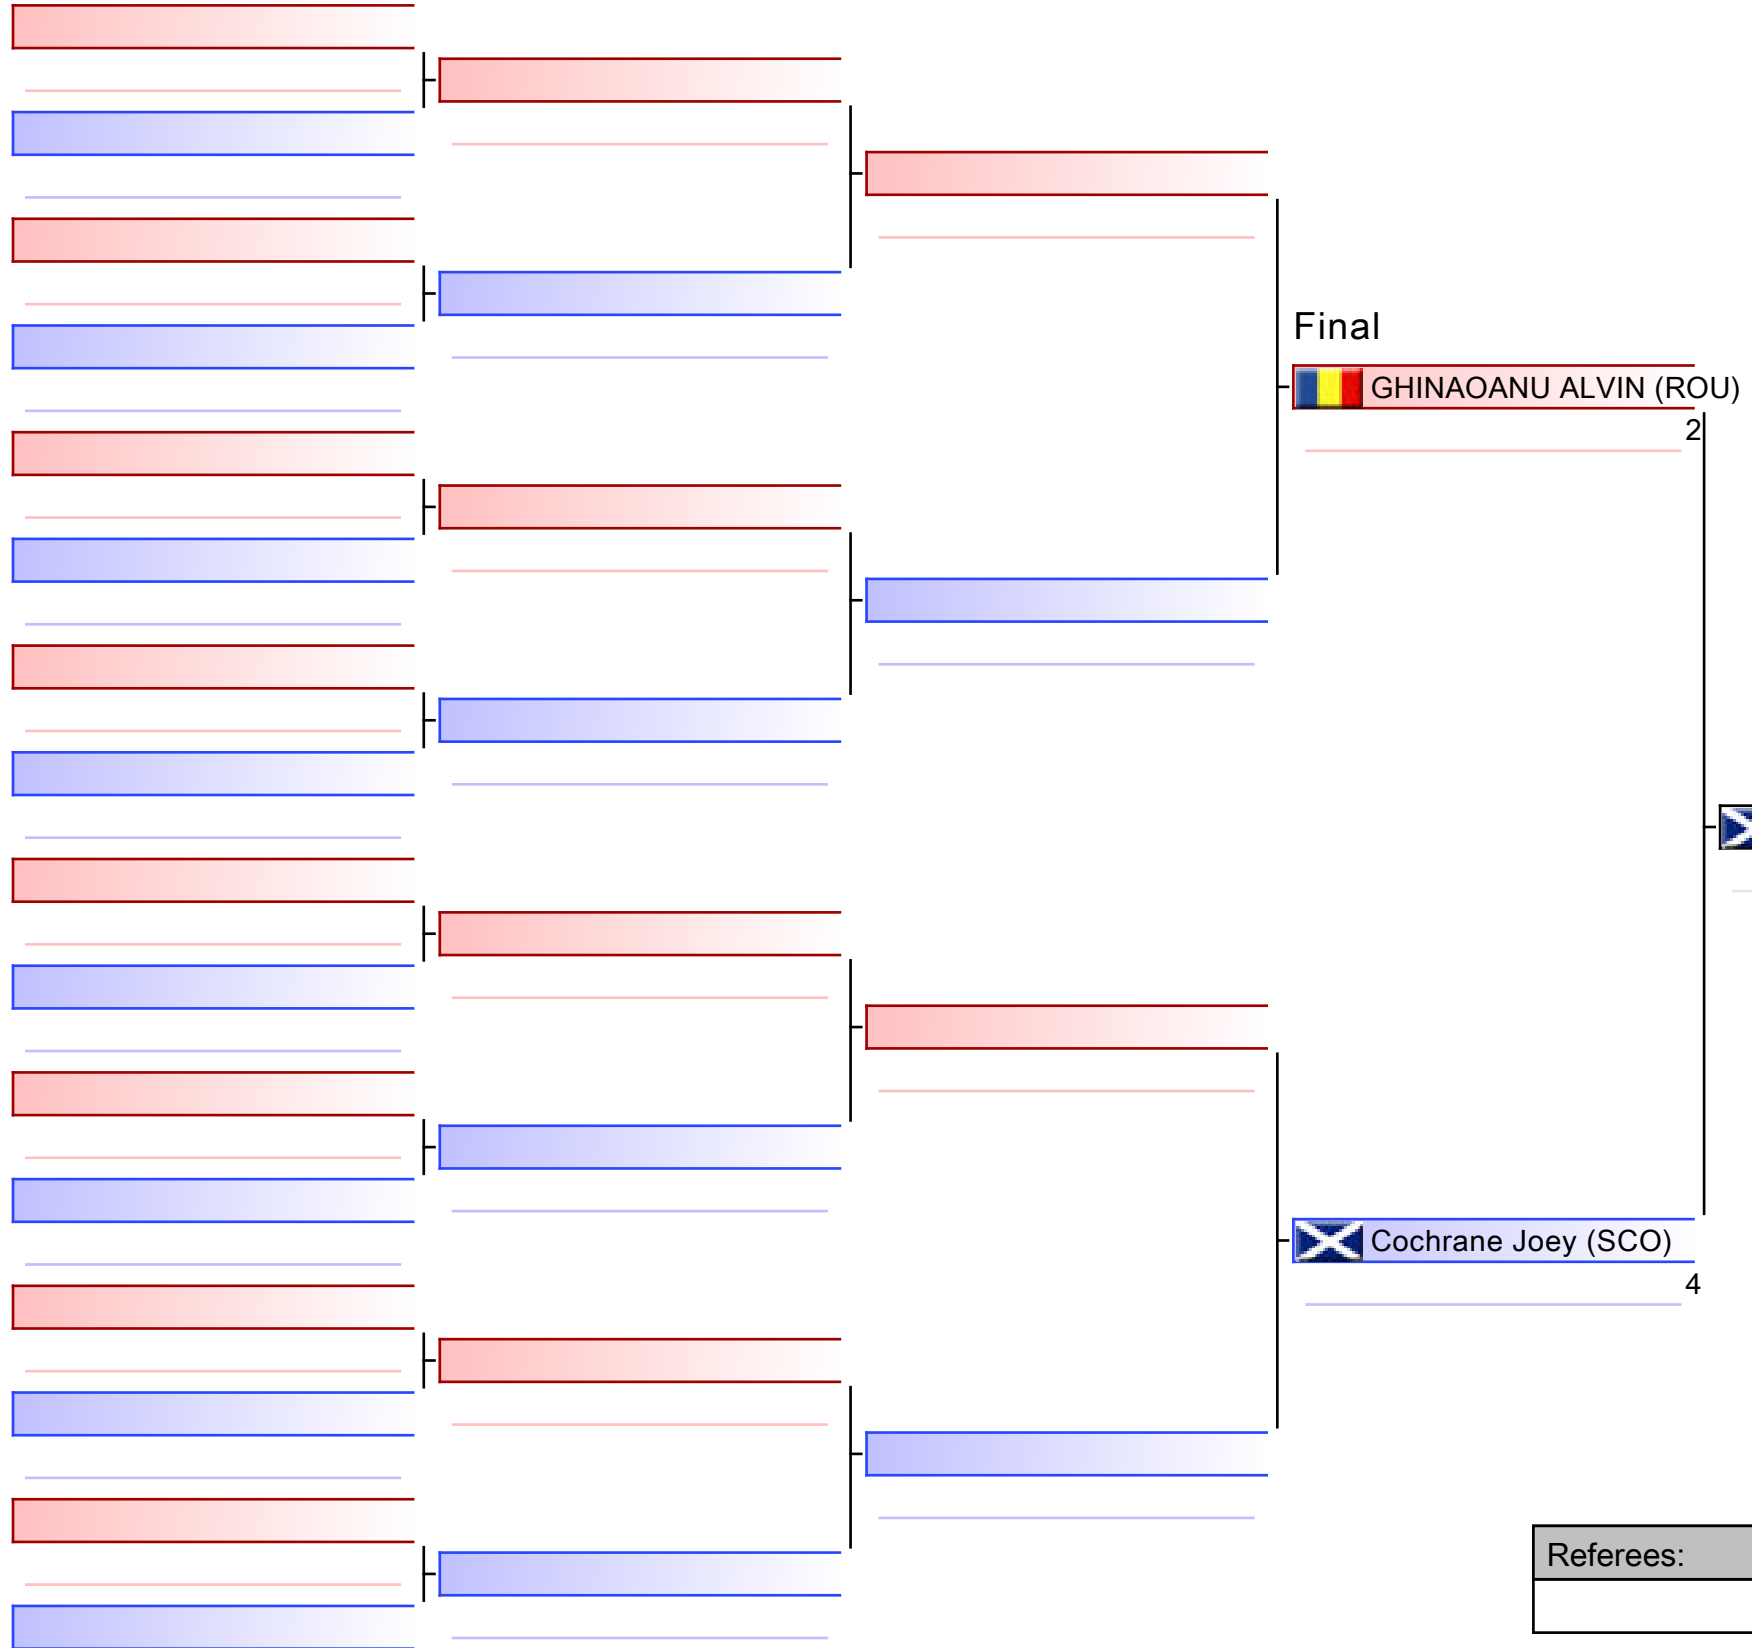 Final
GHINAOANU ALVIN (ROU)
2
Cochrane Joey (SCO)
4
Referees: